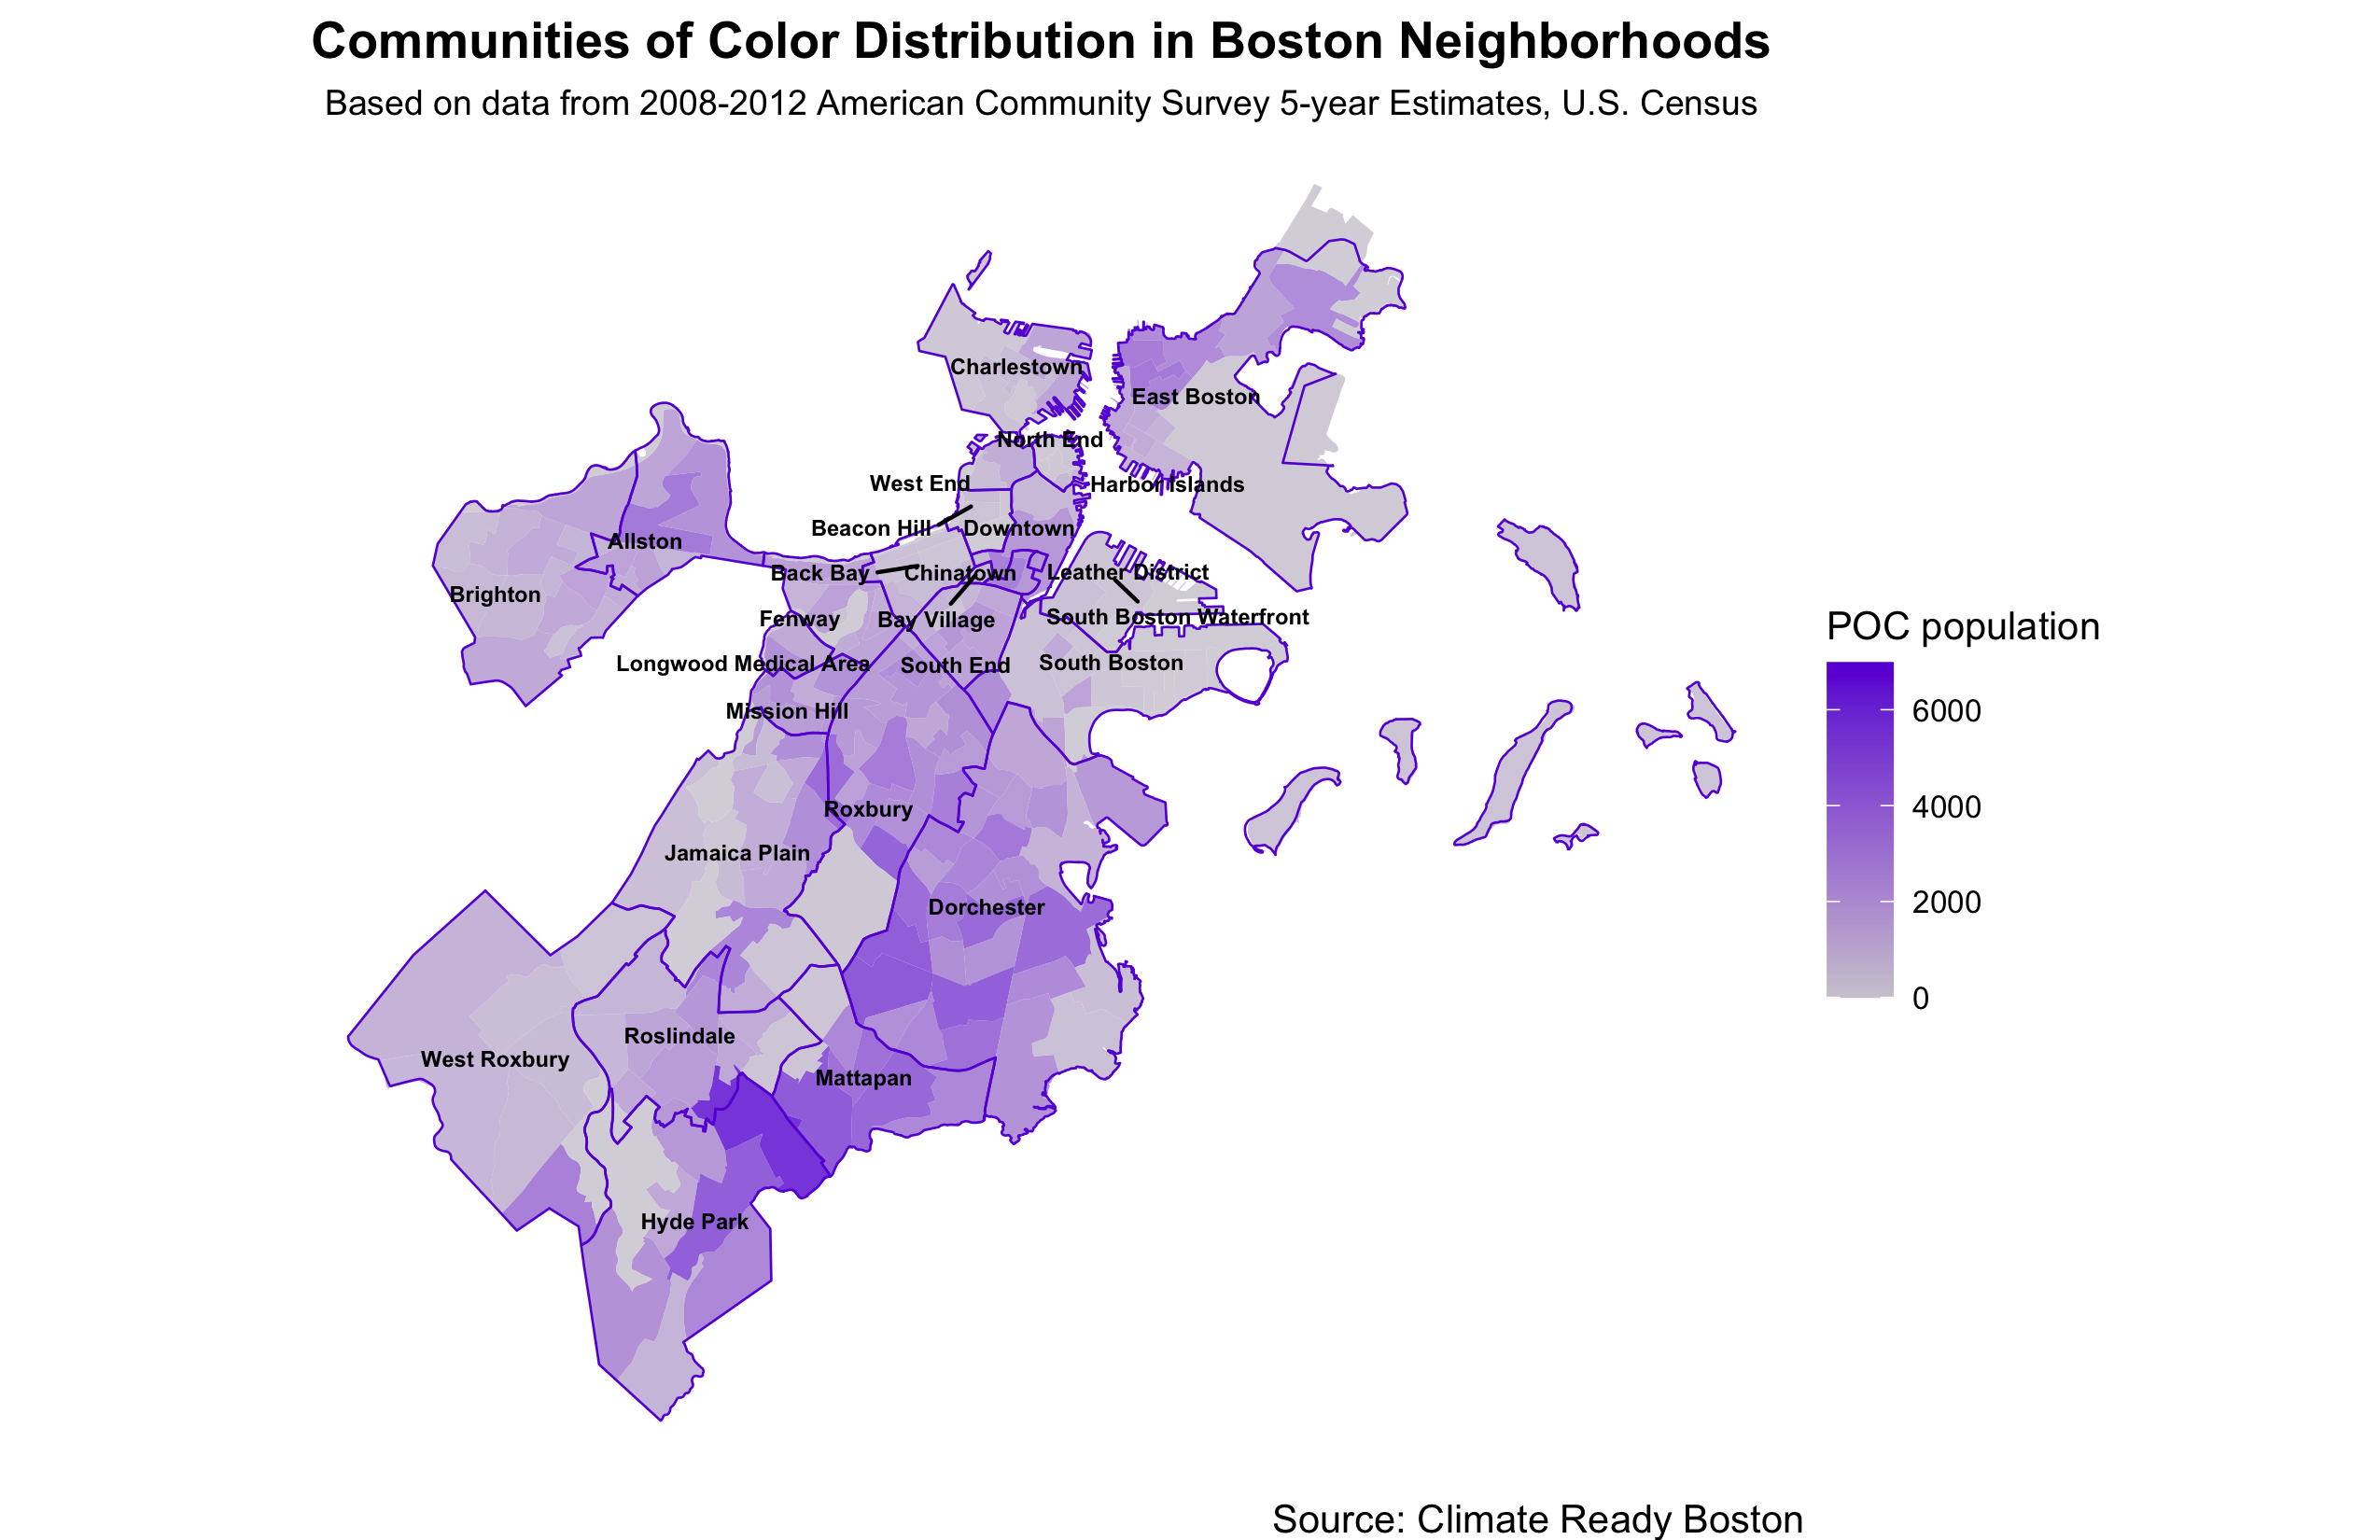 Communities of Color Distribution in Boston Neighborhoods
Based on data from 2008-2012 American Community Survey 5-year Estimates, U.S. Census
Charlestown
East Boston
North End
West End
Harbor Islands
Beacon Hill
Downtown
Allston
Back Bay
Chinatown
Leather District
Brighton
Fenway
Bay Village
South Boston Waterfront
Longwood Medical Area
South End
South Boston
Mission Hill
Roxbury
Jamaica Plain
Dorchester
Roslindale
West Roxbury
Mattapan
Hyde Park
POC population
6000
4000
2000
0
Source: Climate Ready Boston